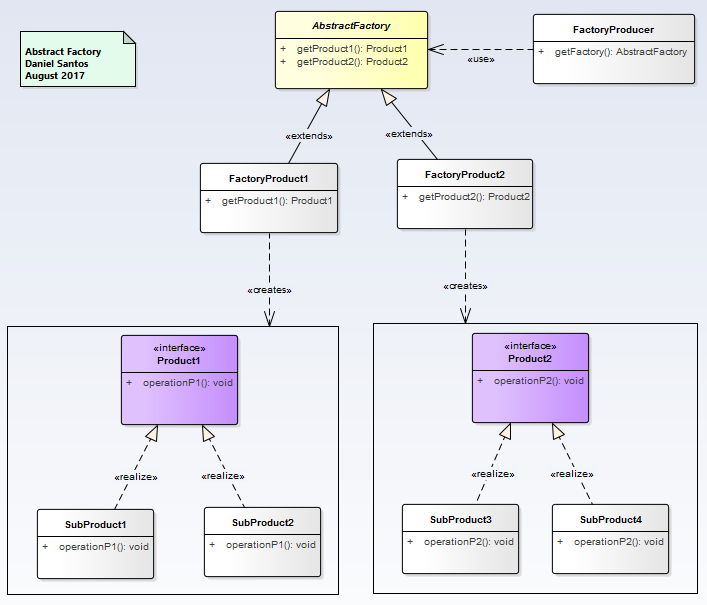 Abstract Factory
Daniel Santos
August 2017
AbstractFactory
+ getProduct1(): Product1
+ getProduct2(): Product2
FactoryProducer
+ getFactory(): AbstractFactory
«use»
«extends»
«extends»
FactoryProduct1
+ getProduct1(): Product1
FactoryProduct2
+ getProduct2(): Product2
«creates»
«creates»
«interface»
Product1
+ operationP1(): void
«realize»
«realize»
SubProduct1
+ operationP1(): void
SubProduct2
+ operationP1(): void
«interface»
Product2
+ operationP2(): void
«realize»
«realize»
SubProduct3
+ operationP2(): void
SubProduct4
+ operationP2(): void